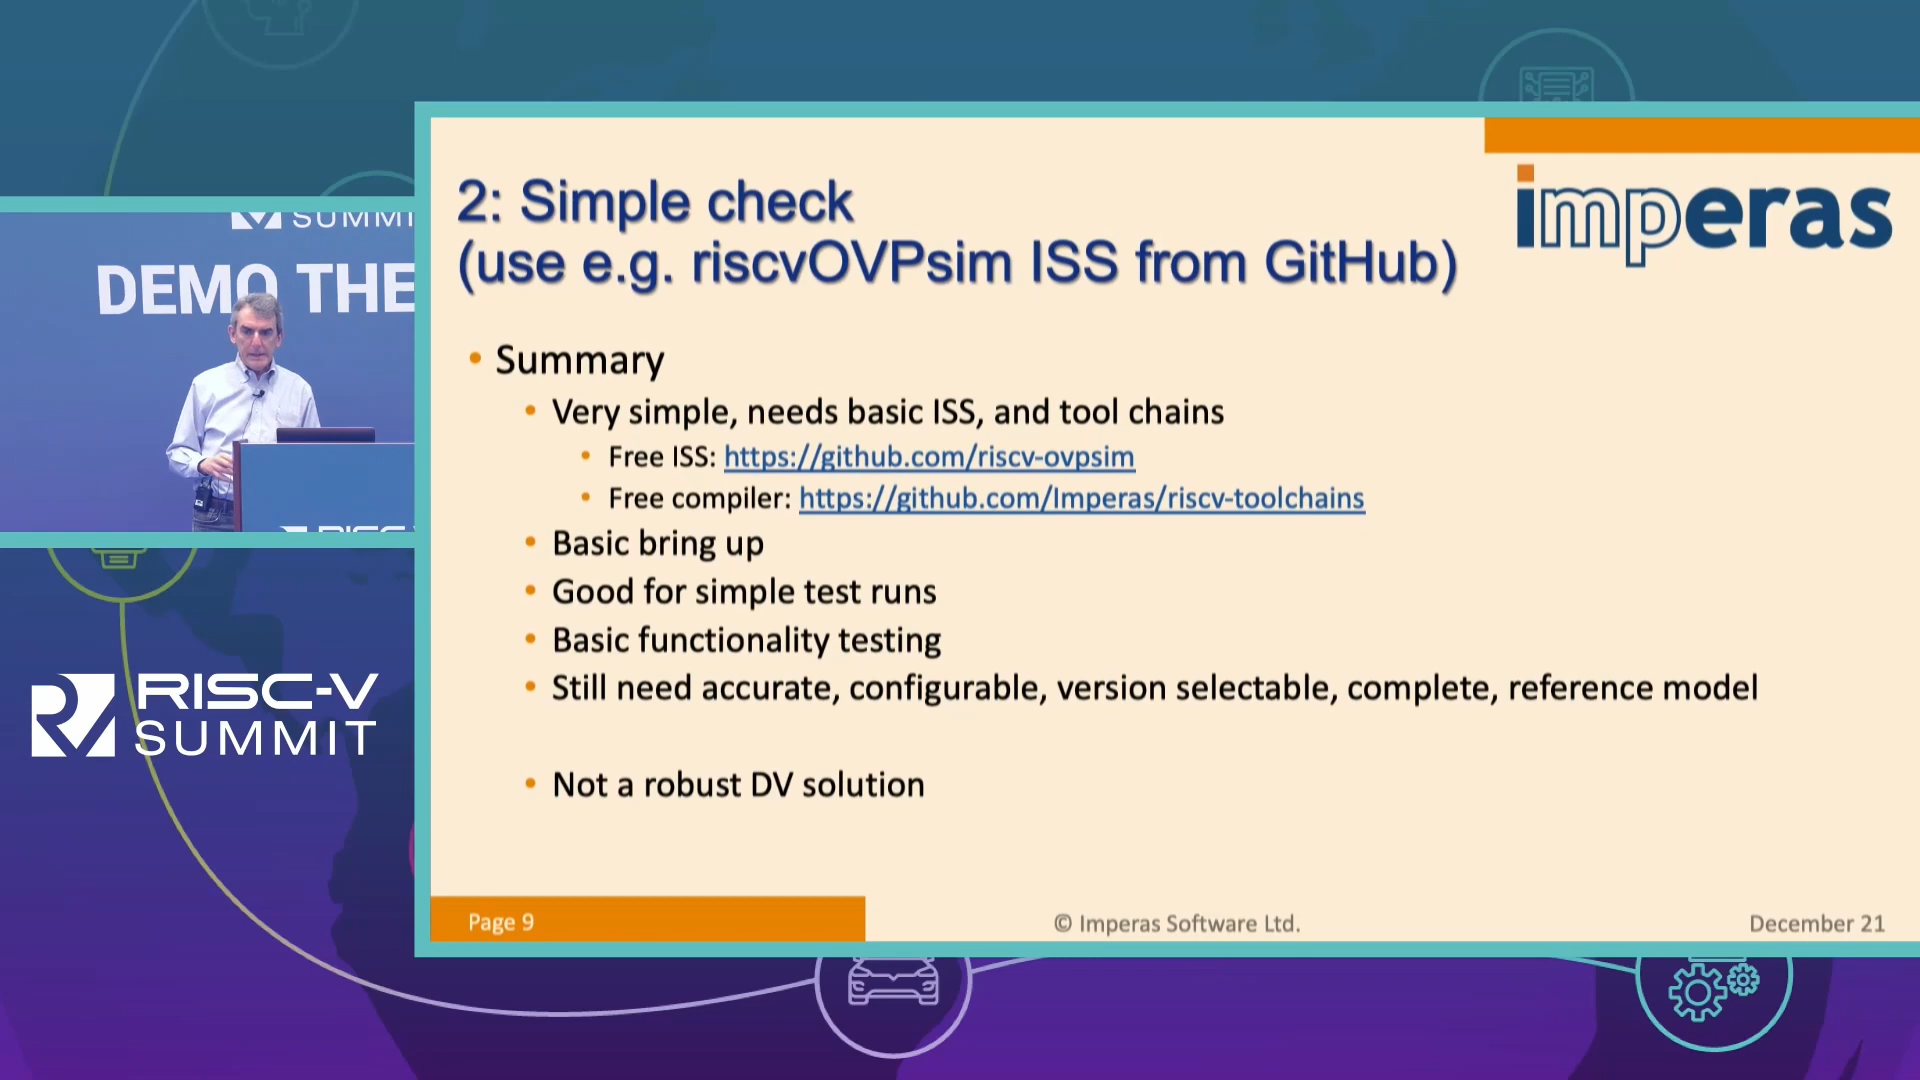 SUMMI
DEMO THE
RISC-V
SUMMIT
2: Simple check
(use e.g. riscvOVPsim ISS from GitHub)
imperas
• Summary
• Very simple, needs basic ISS, and tool chains
• Free ISS: https://github.com/riscv-ovpsim
• Free compiler: https://github.com/Imperas/riscv-toolchains
• Basic bring up
• Good for simple test runs
• Basic functionality testing
• Still need accurate, configurable, version selectable, complete, reference model
• Not a robust DV solution
Page 9
© Imperas Software Ltd.
December 21